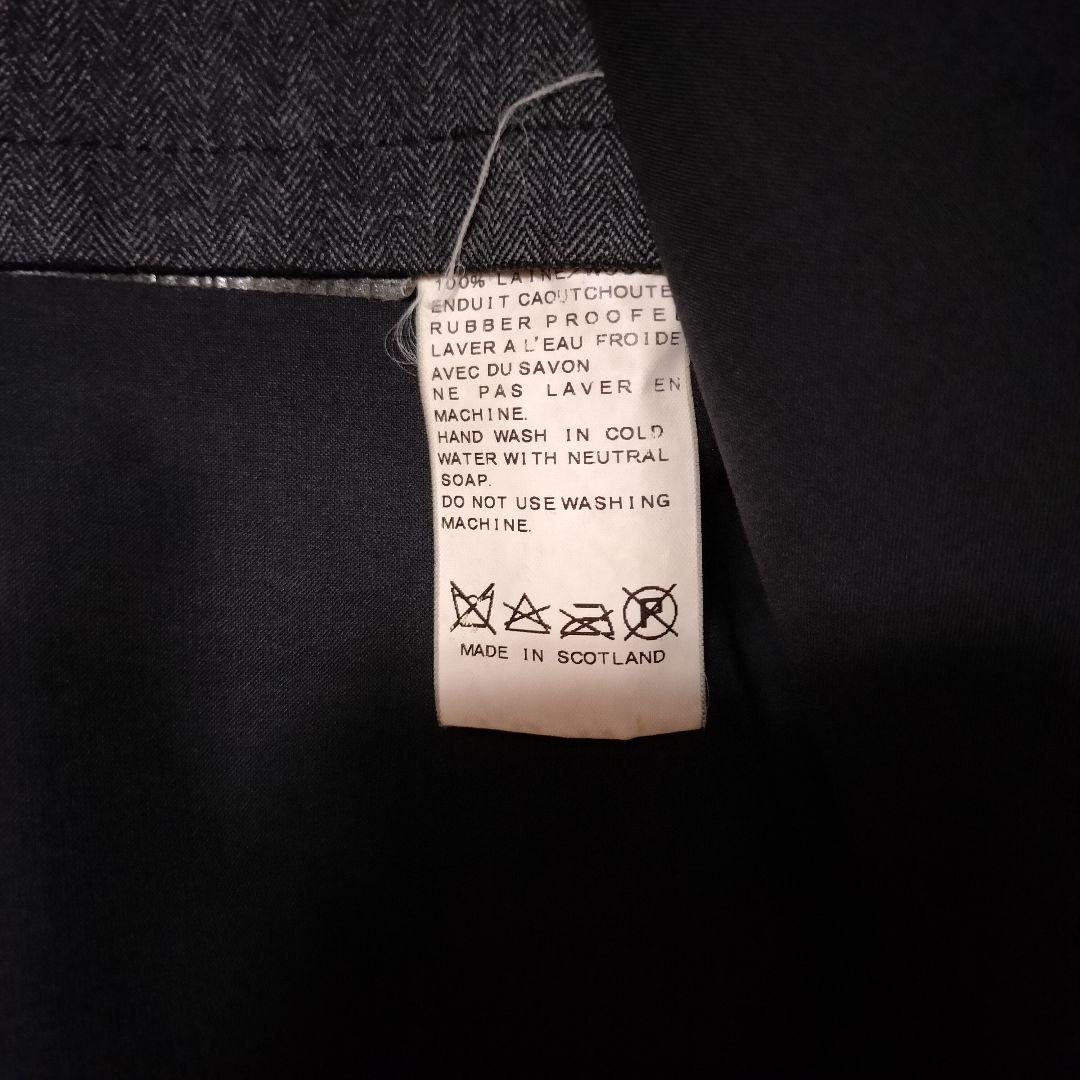 100% LAINE/
ENDUIT CAOUTCHOUTE
RUBBER PROOFE
LAVER A L'EAU FROIDE
AVEC DU SAVON
NE PAS LAVER EN
MACHINE.
HAND WASH IN COLD
WATER WITH NEUTRAL
SOAP.
DO NOT USE WASHING
MACHINE.
P
MADE IN SCOTLAND